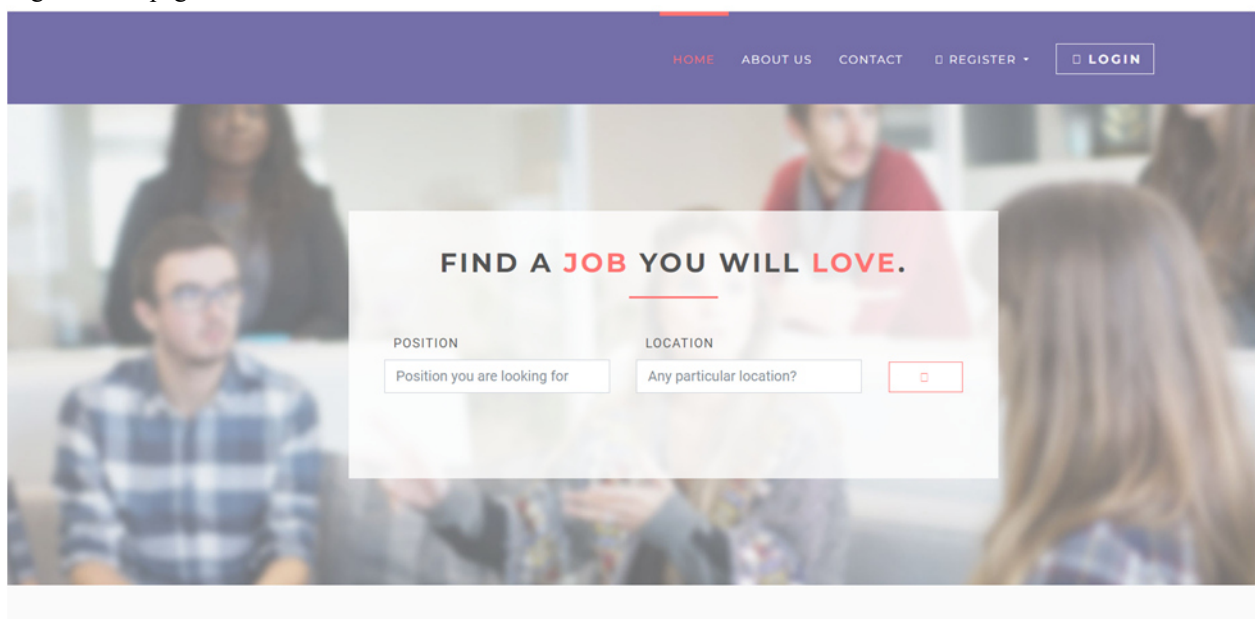 HOME ABOUT US CONTACT REGISTER LOGIN
FIND A JOB YOU WILL LOVE.
POSITION LOCATION
Position you are looking for Any particular location?